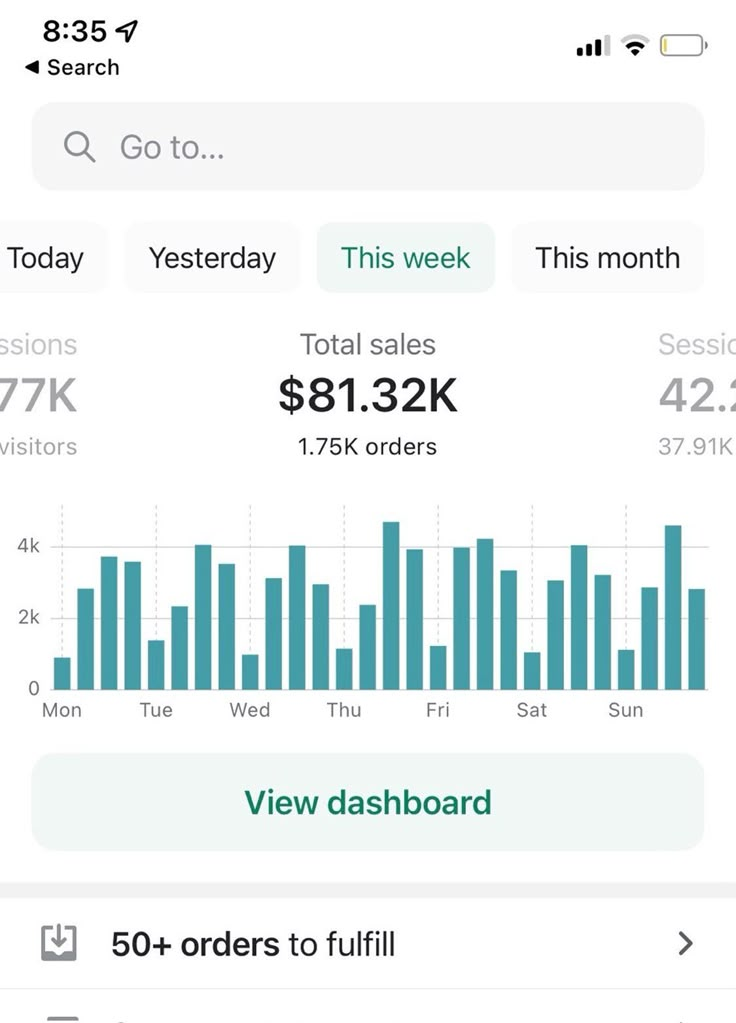 8:35
◀ Search
Go to...
Today Yesterday This week This month
ssions Total sales Sessio
77K $81.32K 42.
visitors 1.75K orders 37.91K
4k
2k
0
Mon Tue Wed Thu Fri Sat Sun
View dashboard
50+ orders to fulfill